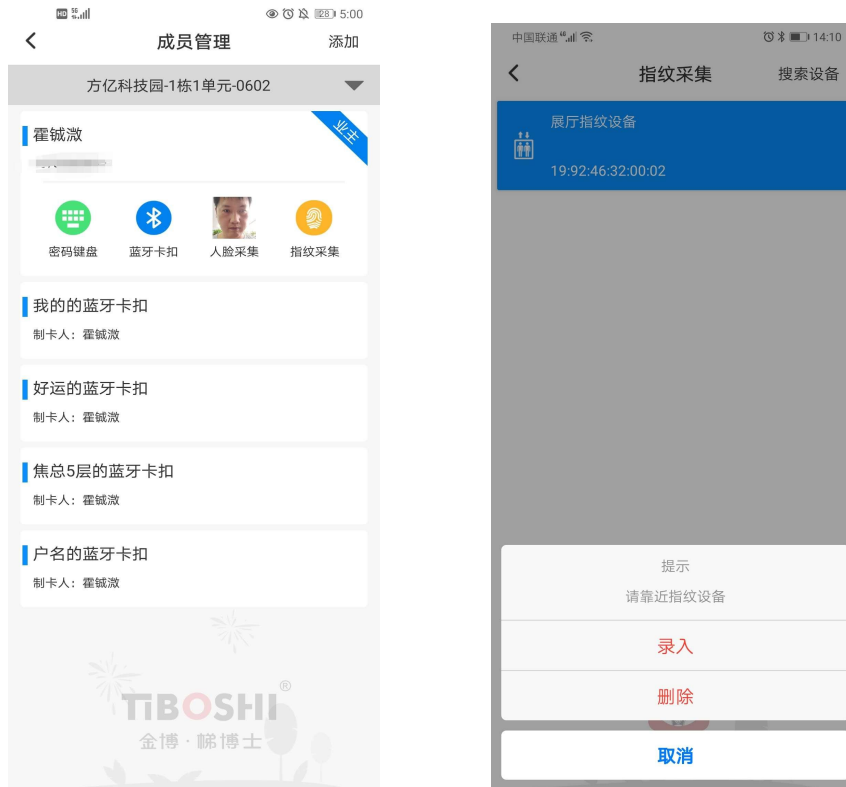 HD 5G 28 5:00
成员管理
添加
方亿科技园-1栋1单元-0602
霍铖溦
业主
密码键盘
蓝牙卡扣
人脸采集
指纹采集
我的的蓝牙卡扣
制卡人：霍铖溦
好运的蓝牙卡扣
制卡人：霍铖溦
焦总5层的蓝牙卡扣
制卡人：霍铖溦
户名的蓝牙卡扣
制卡人：霍铖溦
TiBOSHI®
金博·梯博士
中国联通 14:10
指纹采集
搜索设备
展厅指纹设备
19:92:46:32:00:02
提示
请靠近指纹设备
录入
删除
取消